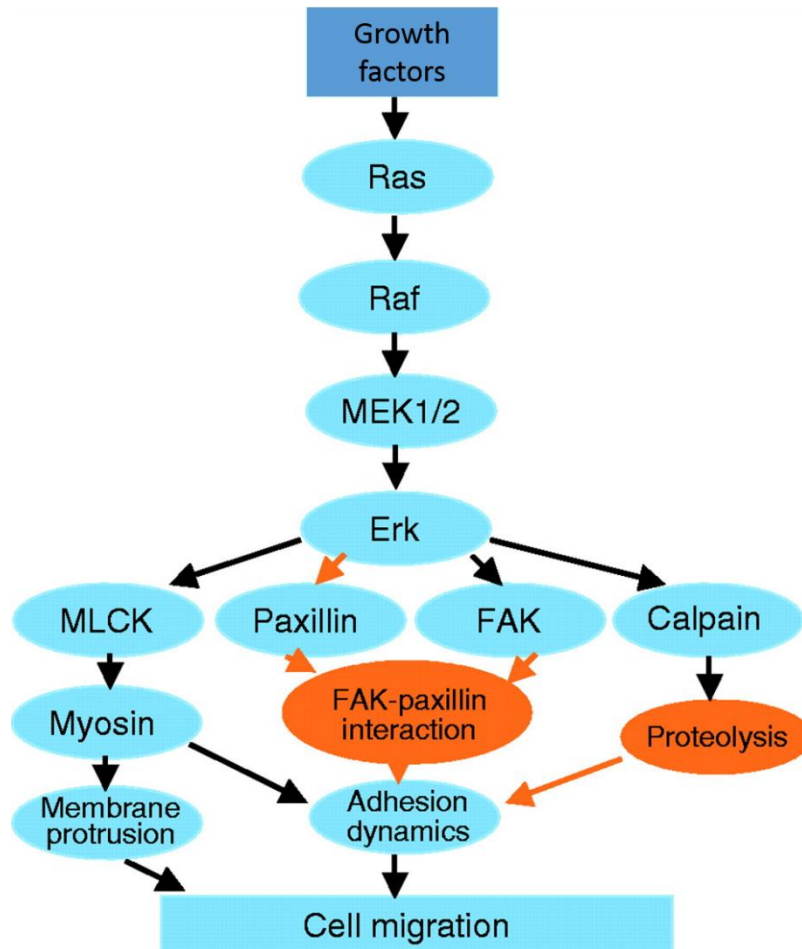 Growth
factors
Ras
Raf
MEK1/2
Erk
MLCK
Paxillin
FAK
Calpain
Myosin
FAK-paxillin
interaction
Proteolysis
Membrane
protrusion
Adhesion
dynamics
Cell migration